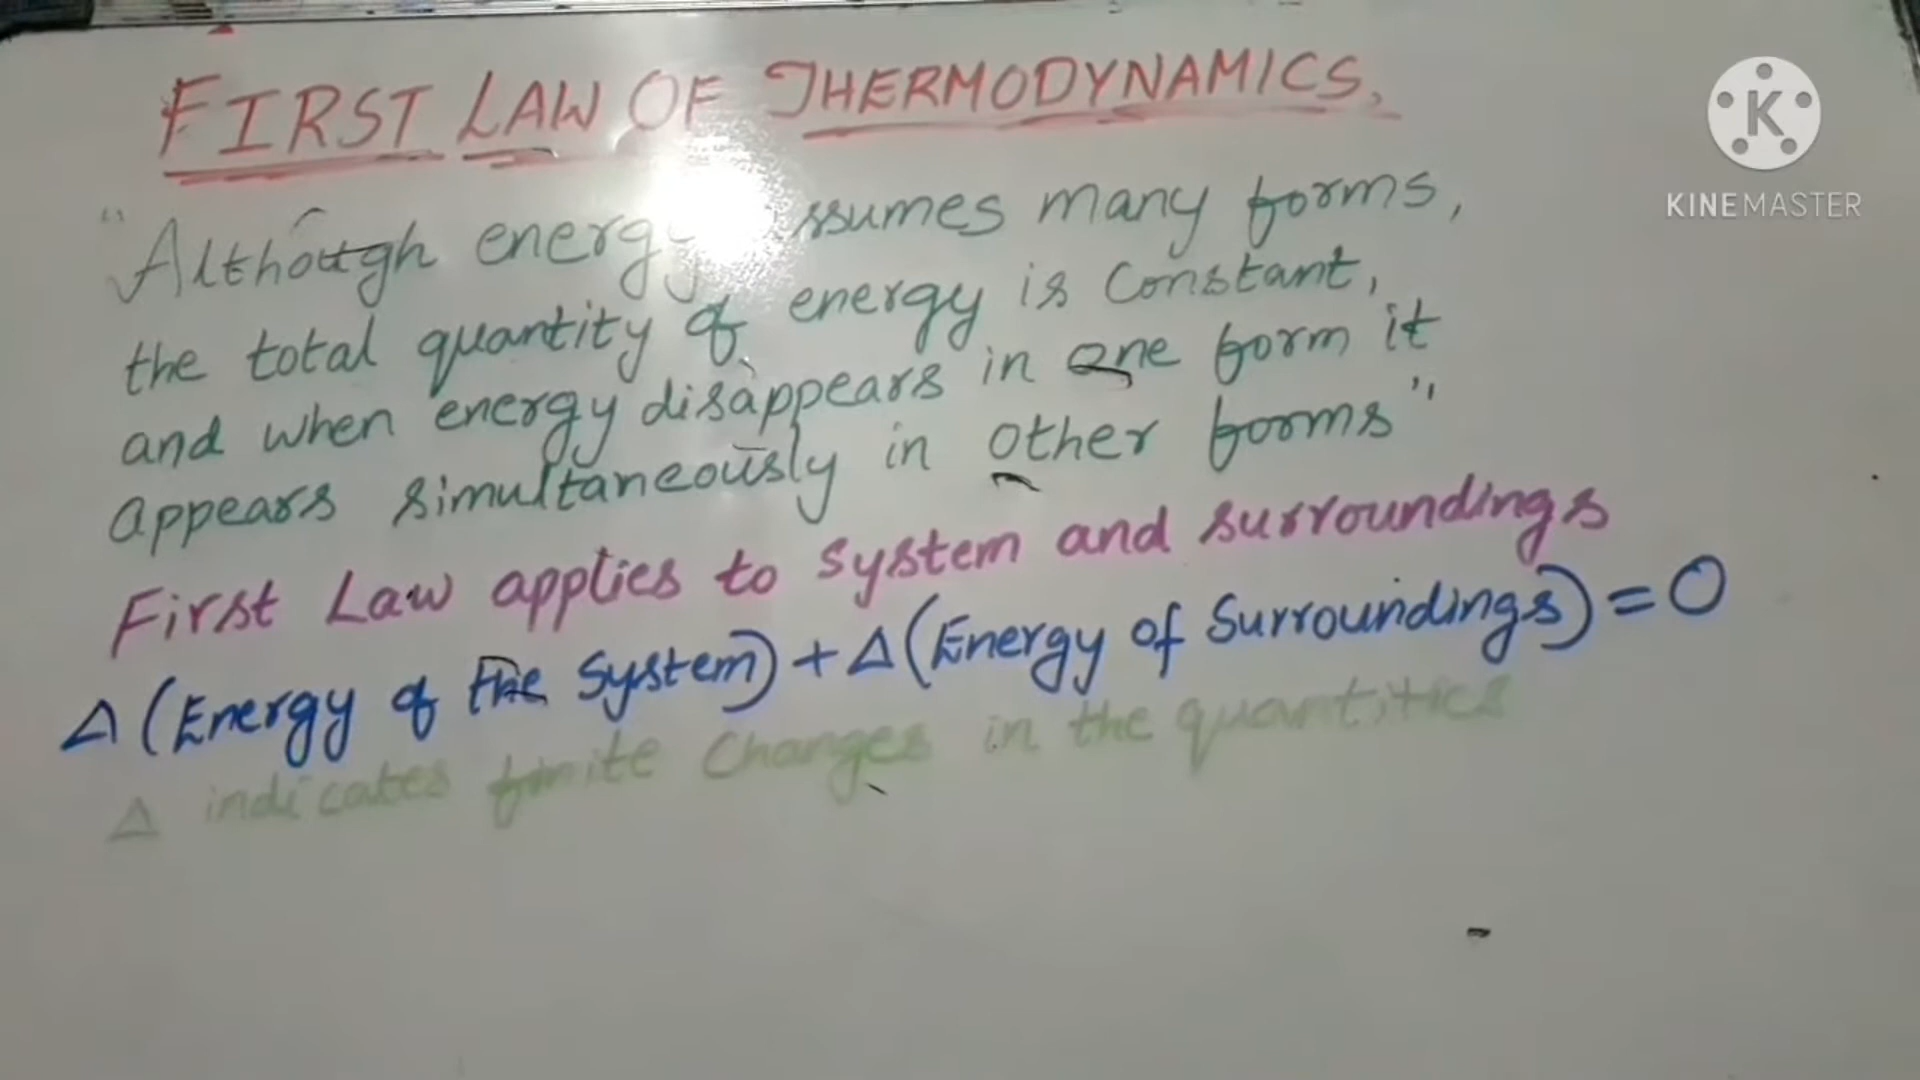 FIRST LAW OF THERMODYNAMICS.
"Although energy assumes many forms,
the total quantity of energy is Constant,
and when energy disappears in one form it
appears simultaneously in other forms"
First Law applies to system and surroundings
Δ (Energy of the System) + Δ (Energy of Surroundings) = 0
Δ indicates finite Changes in the quantities
K
KINEMASTER